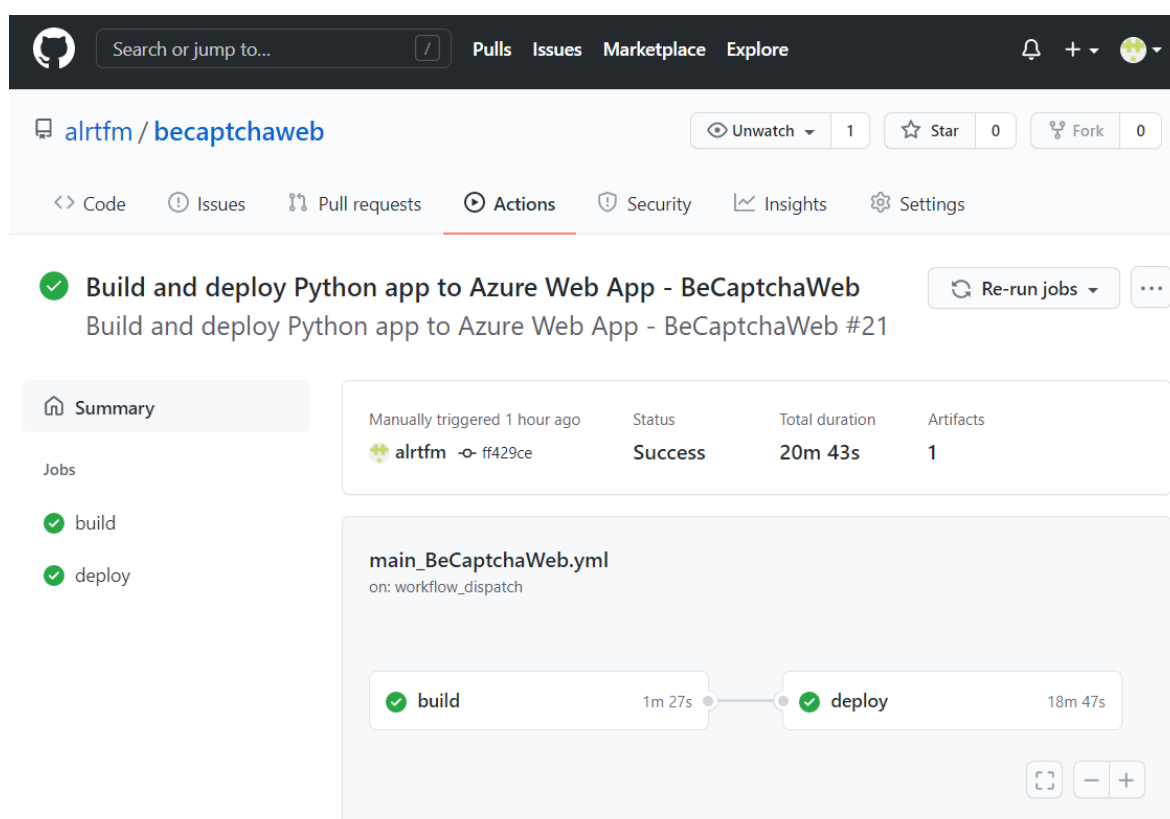 Search or jump to... / Pulls Issues Marketplace Explore
alrtfm / becaptchaweb Unwatch 1 Star 0 Fork 0
Code Issues Pull requests Actions Security Insights Settings
Build and deploy Python app to Azure Web App - BeCaptchaWeb Re-run jobs ...
Build and deploy Python app to Azure Web App - BeCaptchaWeb #21
Summary
Jobs
build
deploy
Manually triggered 1 hour ago Status Total duration Artifacts
alrtfm ff429ce Success 20m 43s 1
main_BeCaptchaWeb.yml
on: workflow_dispatch
build 1m 27s deploy 18m 47s